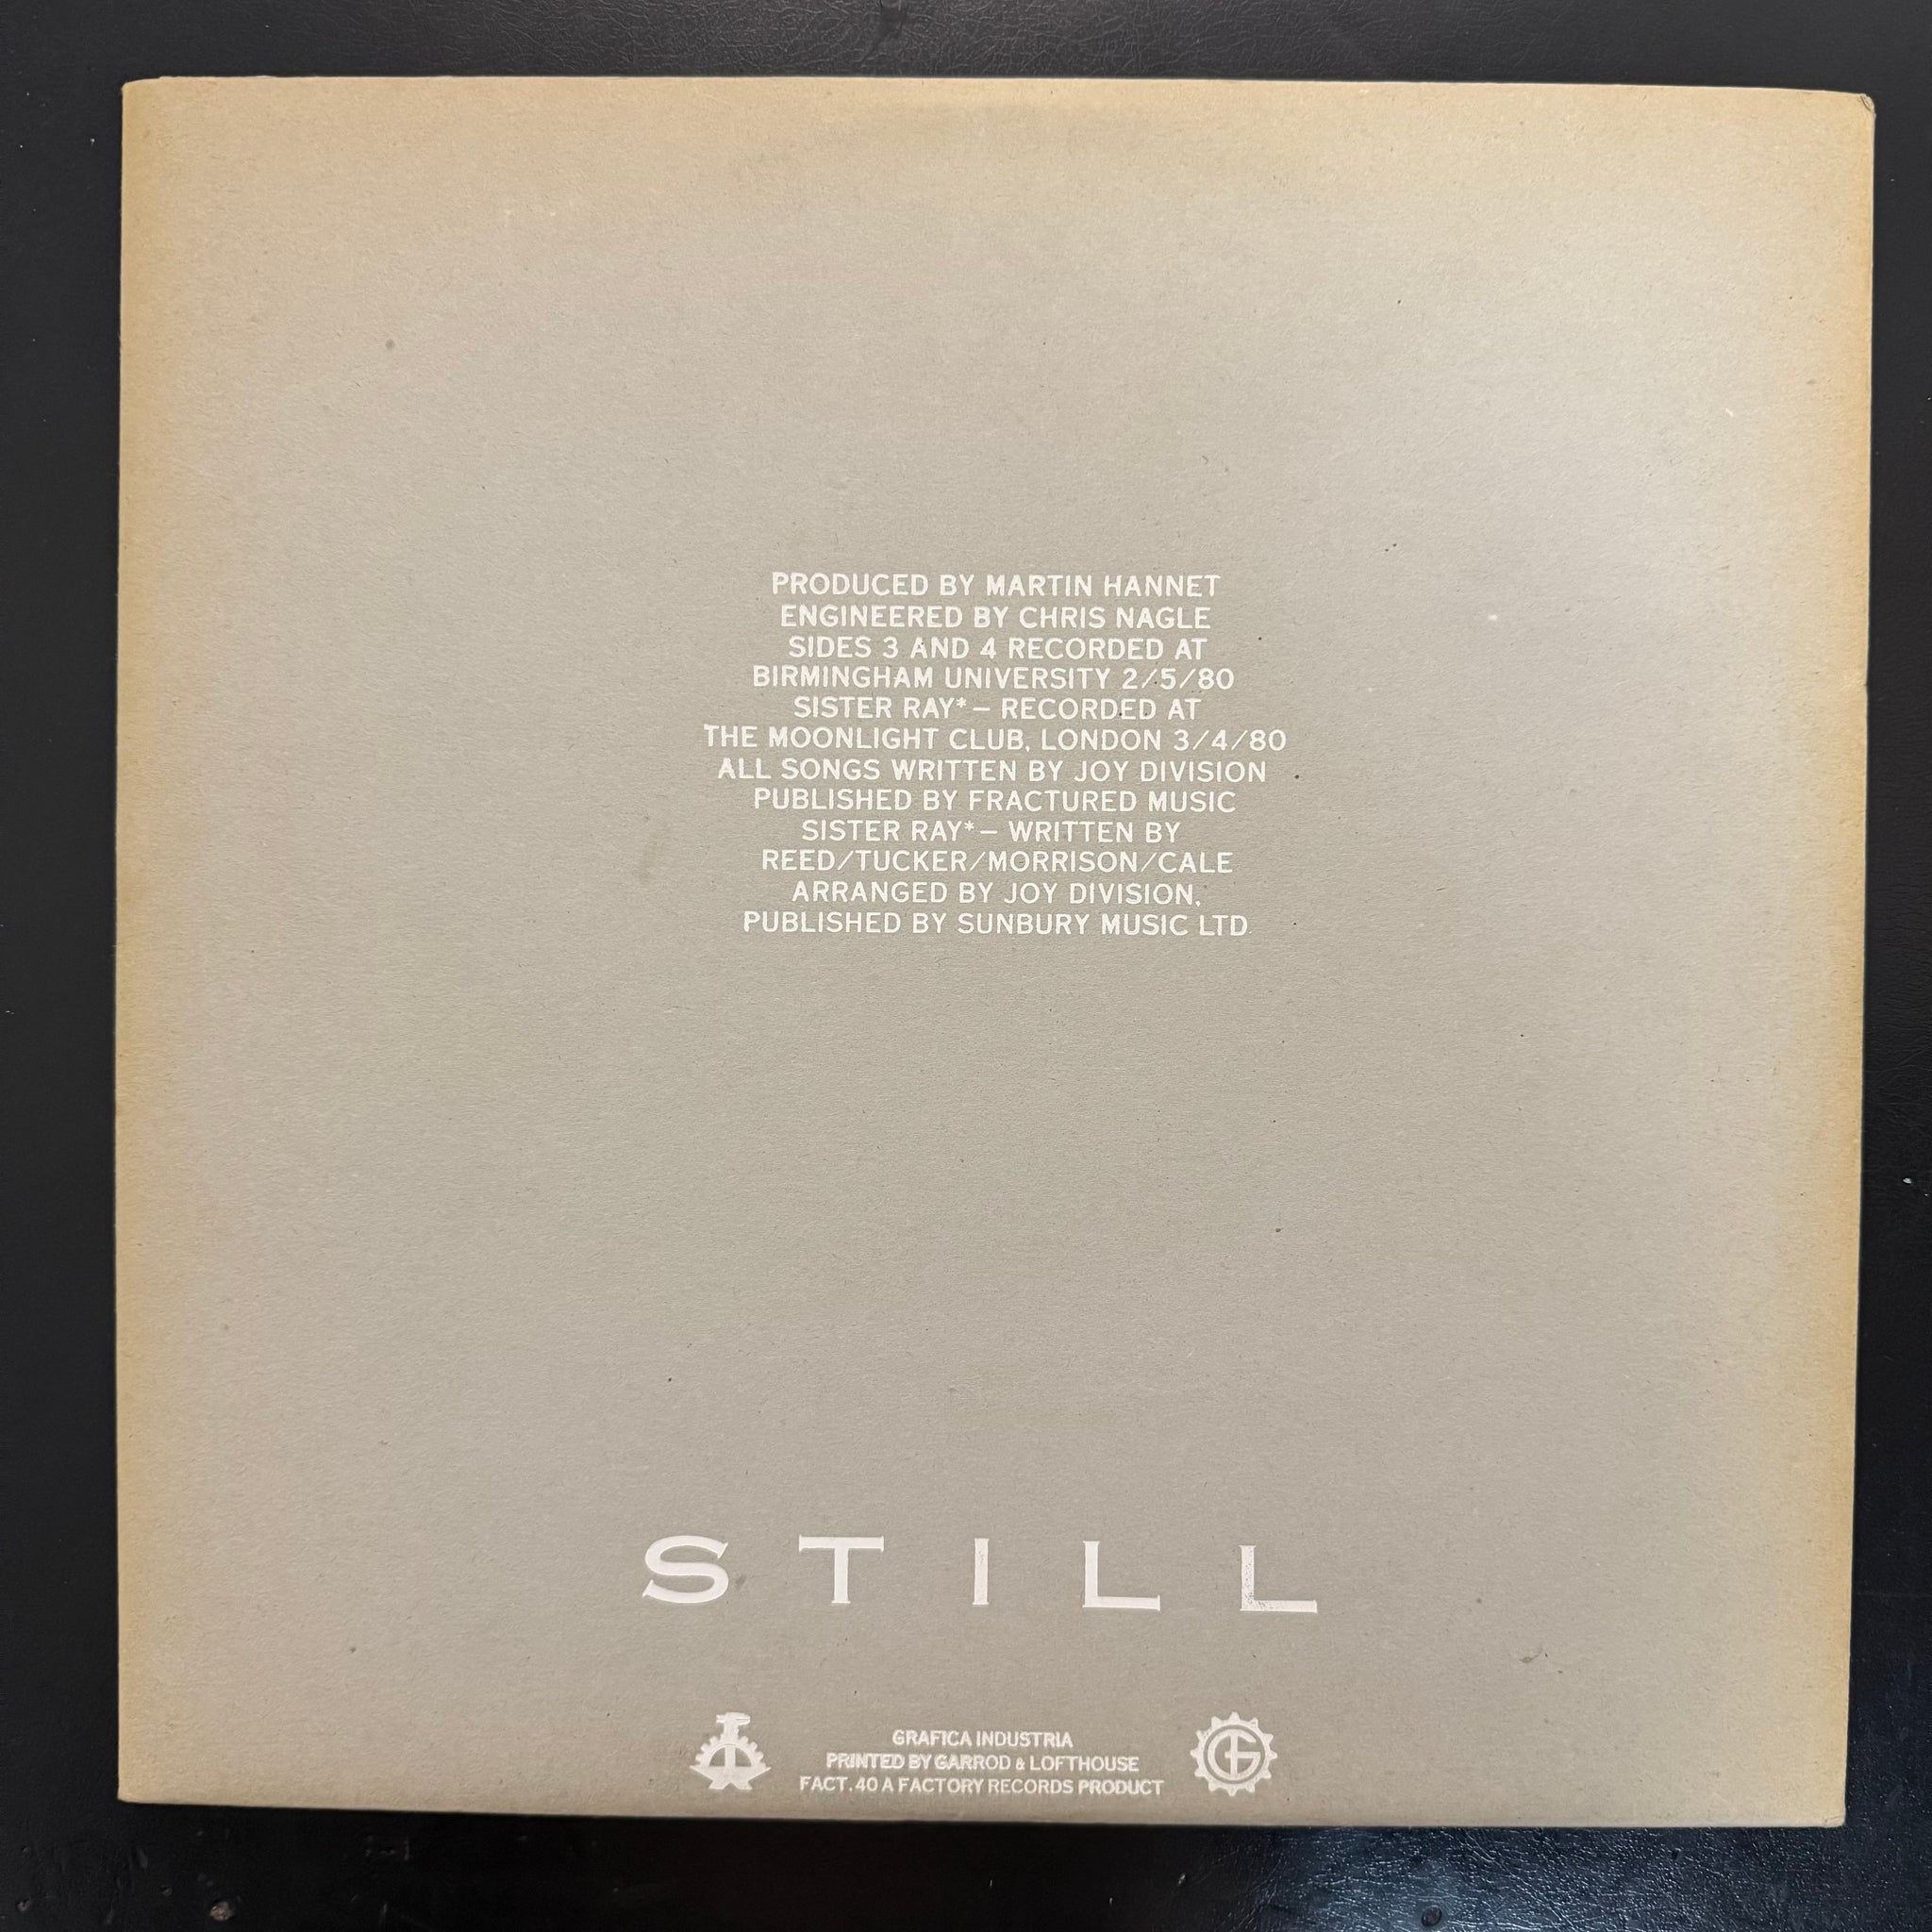 PRODUCED BY MARTIN HANNET
ENGINEERED BY CHRIS NAGLE
SIDES 3 AND 4 RECORDED AT
BIRMINGHAM UNIVERSITY 2/5/80
SISTER RAY* – RECORDED AT
THE MOONLIGHT CLUB, LONDON 3/4/80
ALL SONGS WRITTEN BY JOY DIVISION
PUBLISHED BY FRACTURED MUSIC
SISTER RAY* – WRITTEN BY
REED/TUCKER/MORRISON/CALE
ARRANGED BY JOY DIVISION,
PUBLISHED BY SUNBURY MUSIC LTD.
STILL
GRAFICA INDUSTRIA
PRINTED BY GARROD & LOFTHOUSE
FACT. 40 A FACTORY RECORDS PRODUCT